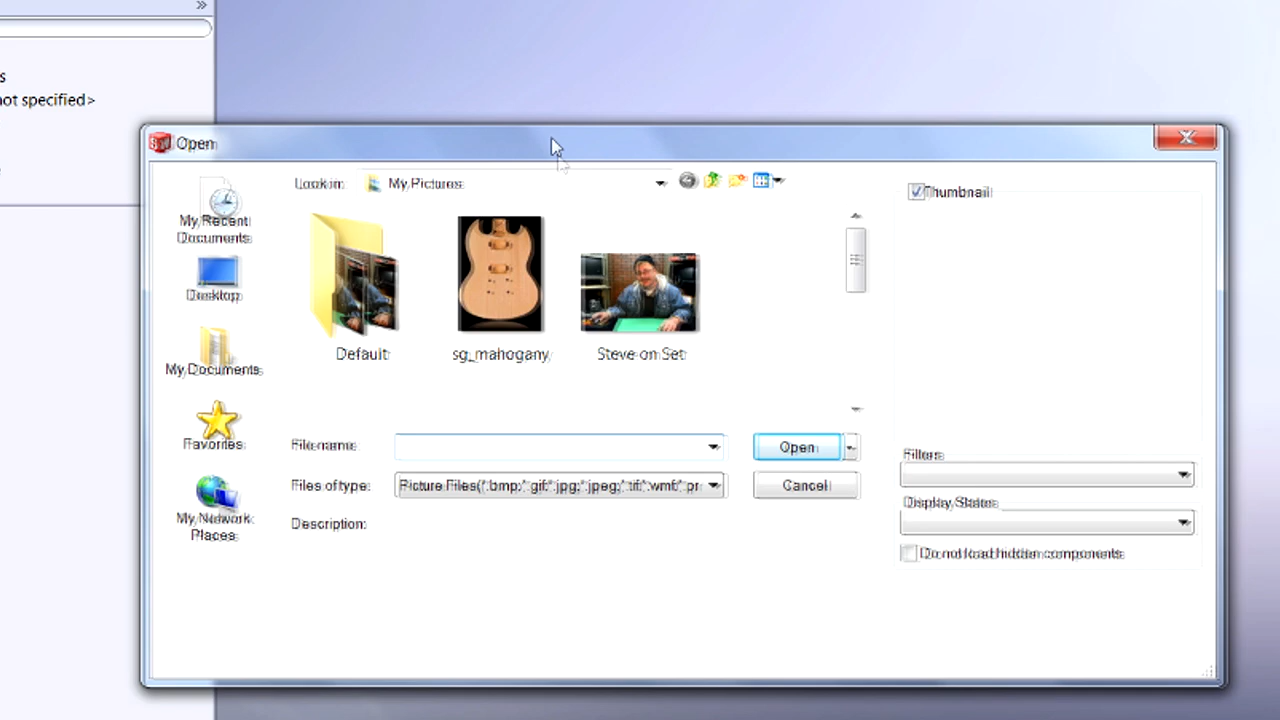 »
s
not specified>
Open
Look in:
My Pictures
Thumbnail
My Recent
Documents
Desktop
My Documents
Favorites
My Network
Places
Default
sg_mahogany
Steve on Set
File name:
Open
Files of type:
Picture Files(*.bmp;*.gif;*.jpg;*.jpeg;*.tif;*.wmf;*.pr
Cancel
Description:
Filters:
Display States:
Do not load hidden components